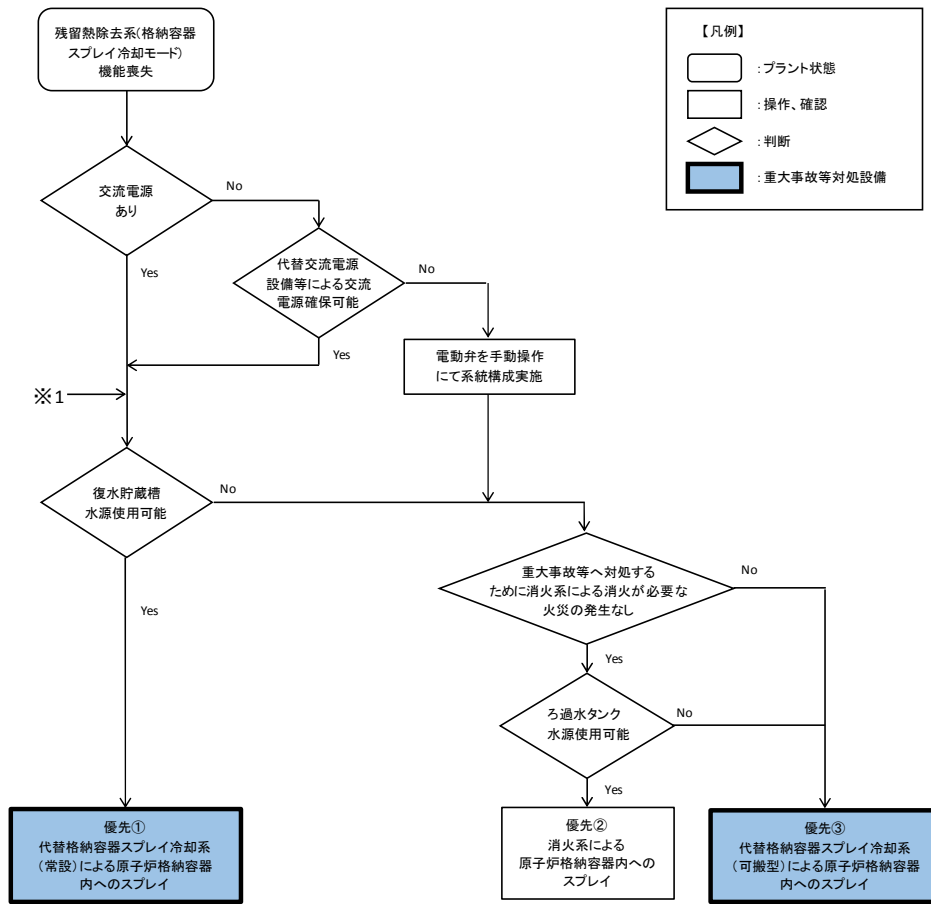 残留熱除去系(格納容器
スプレイ冷却モード)
機能喪失
【凡例】
:プラント状態
:操作、確認
:判断
:重大事故等対処設備
交流電源
あり
No
Yes
代替交流電源
設備等による交流
電源確保可能
No
Yes
電動弁を手動操作
にて系統構成実施
※1
復水貯蔵槽
水源使用可能
No
Yes
重大事故等へ対処する
ために消火系による消火が必要な
火災の発生なし
No
Yes
ろ過水タンク
水源使用可能
No
Yes
優先①
代替格納容器スプレイ冷却系
(常設)による原子炉格納容器
内へのスプレイ
優先②
消火系による
原子炉格納容器内への
スプレイ
優先③
代替格納容器スプレイ冷却系
(可搬型)による原子炉格納容器
内へのスプレイ